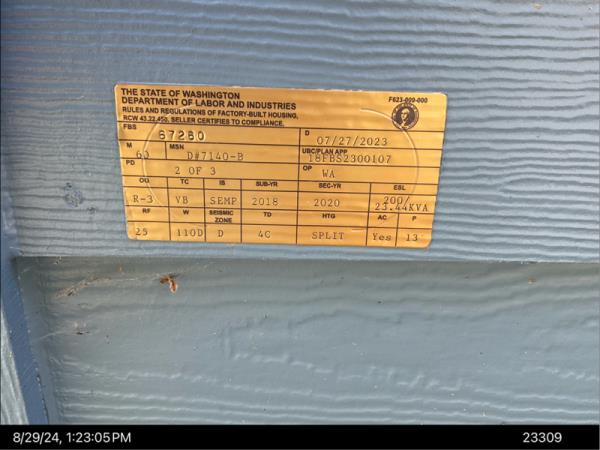 THE STATE OF WASHINGTON
DEPARTMENT OF LABOR AND INDUSTRIES
F623-009-000
RULES AND REGULATIONS OF FACTORY-BUILT HOUSING,
RCW 43.22.450, SELLER CERTIFIES TO COMPLIANCE.
FBS 67260 D 07/27/2023
M 60 MSN D#7140-B UBC/PLAN APP 18FBS2300107
PD 2 OF 3 OP WA
OU TC IS SUB-YR SEC-YR ESL
R-3 VB SEMP 2018 2020 200/ 23.44KVA
RF W SEISMIC ZONE TD HTG AC P
25 110D D 4C SPLIT Yes 13
8/29/24, 1:23:05 PM 23309